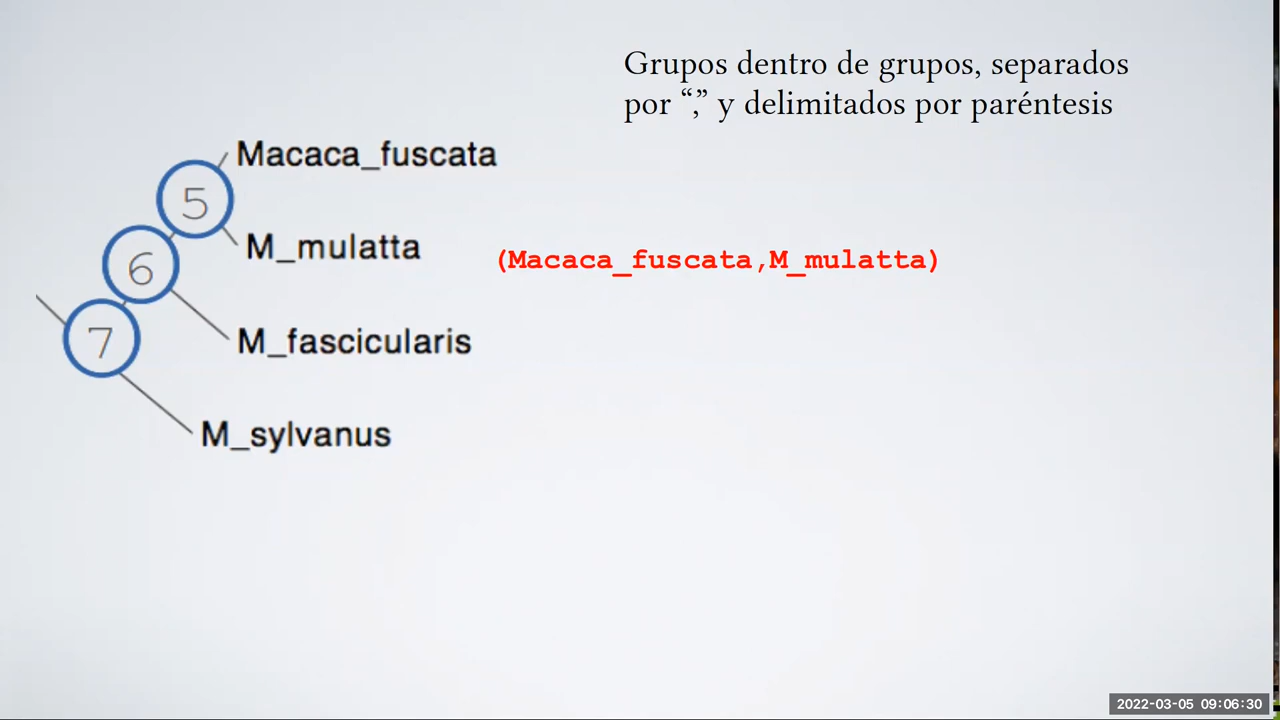 Grupos dentro de grupos, separados
por “,” y delimitados por paréntesis
Macaca_fuscata
5
M_mulatta
(Macaca_fuscata,M_mulatta)
6
7
M_fascicularis
M_sylvanus
2022-03-05 09:06:30